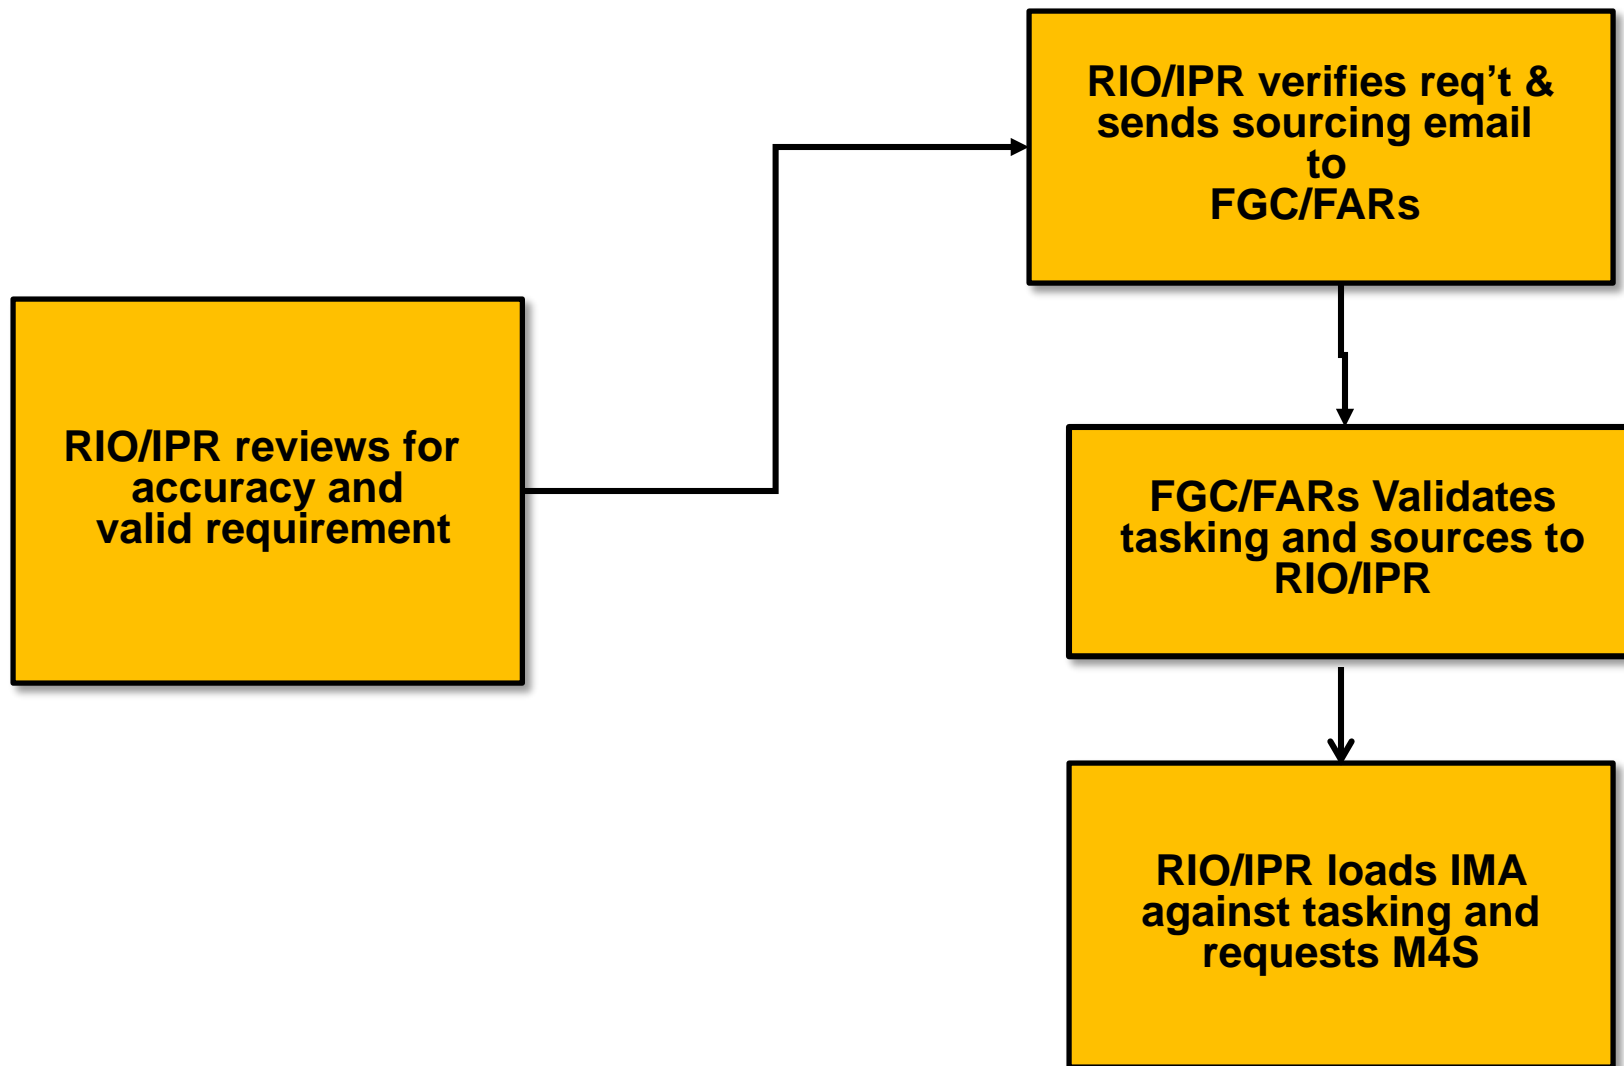 RIO/IPR verifies req’t &
sends sourcing email
to
FGC/FARs
RIO/IPR reviews for
accuracy and
valid requirement
FGC/FARs Validates
tasking and sources to
RIO/IPR
RIO/IPR loads IMA
against tasking and
requests M4S